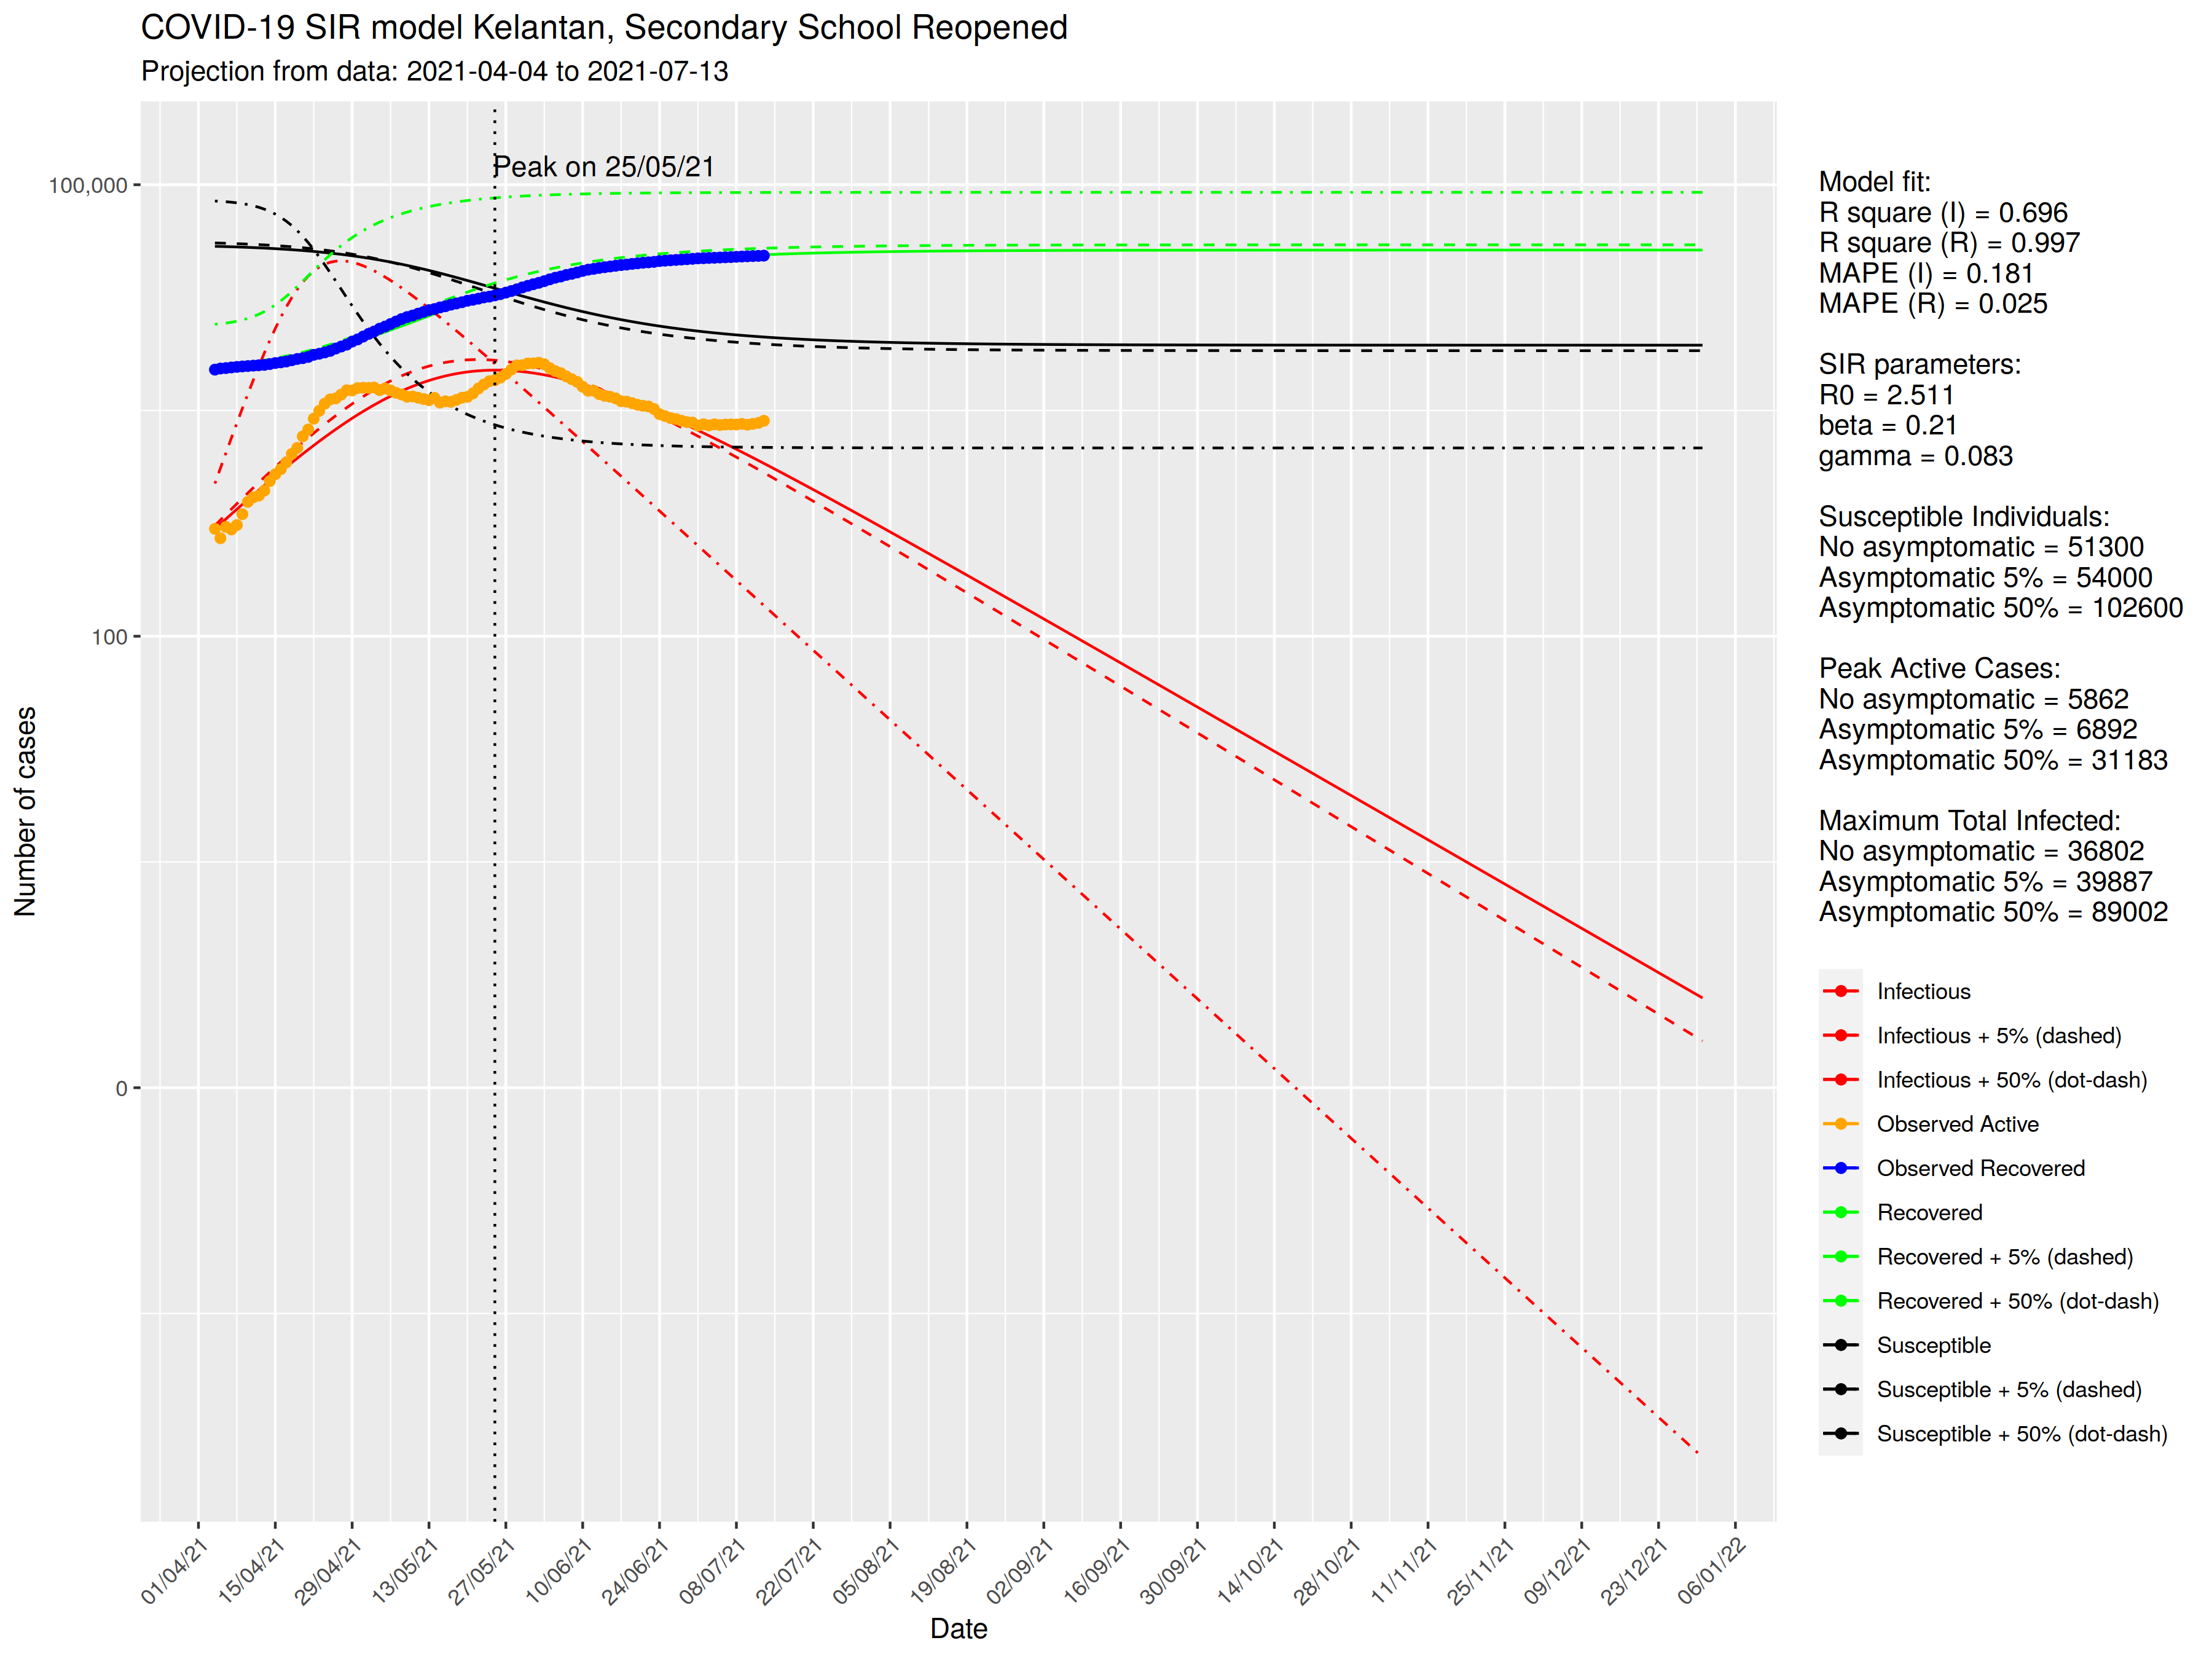 COVID-19 SIR model Kelantan, Secondary School Reopened
Projection from data: 2021-04-04 to 2021-07-13
Peak on 25/05/21
100,000
100
0
Number of cases
01/04/21
15/04/21
29/04/21
13/05/21
27/05/21
10/06/21
24/06/21
08/07/21
22/07/21
05/08/21
19/08/21
02/09/21
16/09/21
30/09/21
14/10/21
28/10/21
11/11/21
25/11/21
09/12/21
23/12/21
06/01/22
Date
Model fit:
R square (I) = 0.696
R square (R) = 0.997
MAPE (I) = 0.181
MAPE (R) = 0.025
SIR parameters:
R0 = 2.511
beta = 0.21
gamma = 0.083
Susceptible Individuals:
No asymptomatic = 51300
Asymptomatic 5% = 54000
Asymptomatic 50% = 102600
Peak Active Cases:
No asymptomatic = 5862
Asymptomatic 5% = 6892
Asymptomatic 50% = 31183
Maximum Total Infected:
No asymptomatic = 36802
Asymptomatic 5% = 39887
Asymptomatic 50% = 89002
Infectious
Infectious + 5% (dashed)
Infectious + 50% (dot-dash)
Observed Active
Observed Recovered
Recovered
Recovered + 5% (dashed)
Recovered + 50% (dot-dash)
Susceptible
Susceptible + 5% (dashed)
Susceptible + 50% (dot-dash)